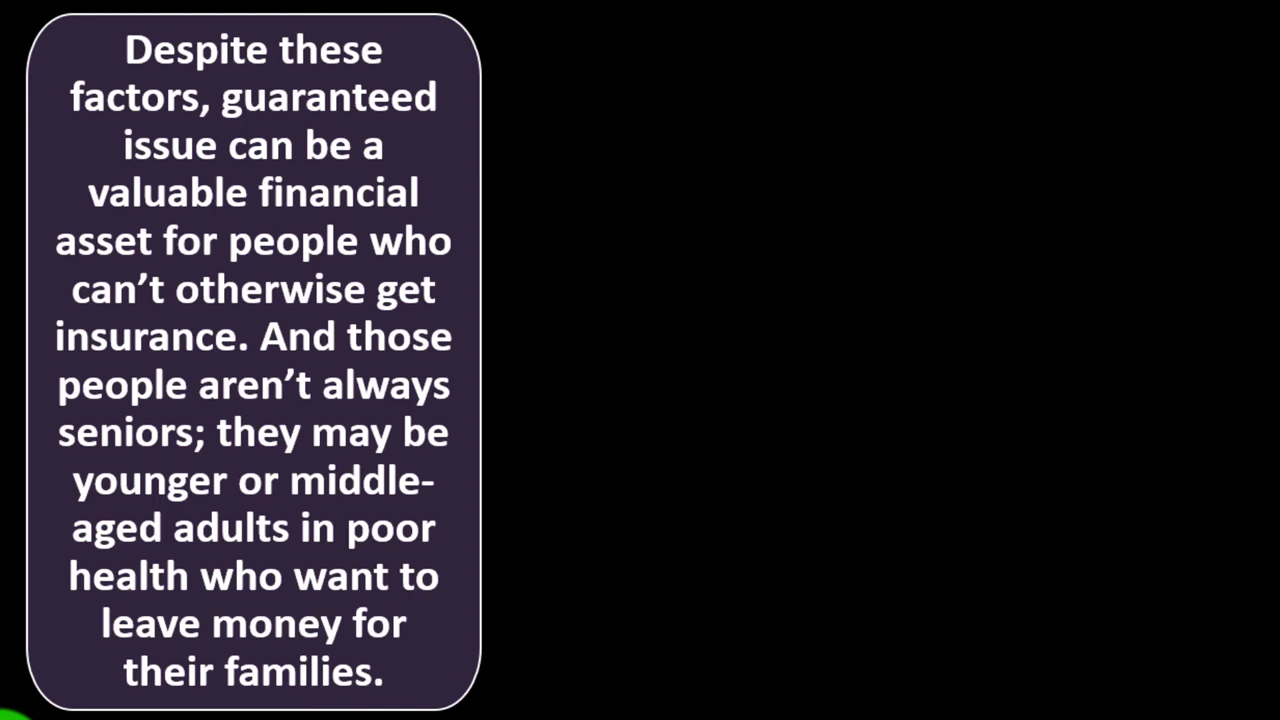 Despite these
factors, guaranteed
issue can be a
valuable financial
asset for people who
can’t otherwise get
insurance. And those
people aren’t always
seniors; they may be
younger or middle-
aged adults in poor
health who want to
leave money for
their families.